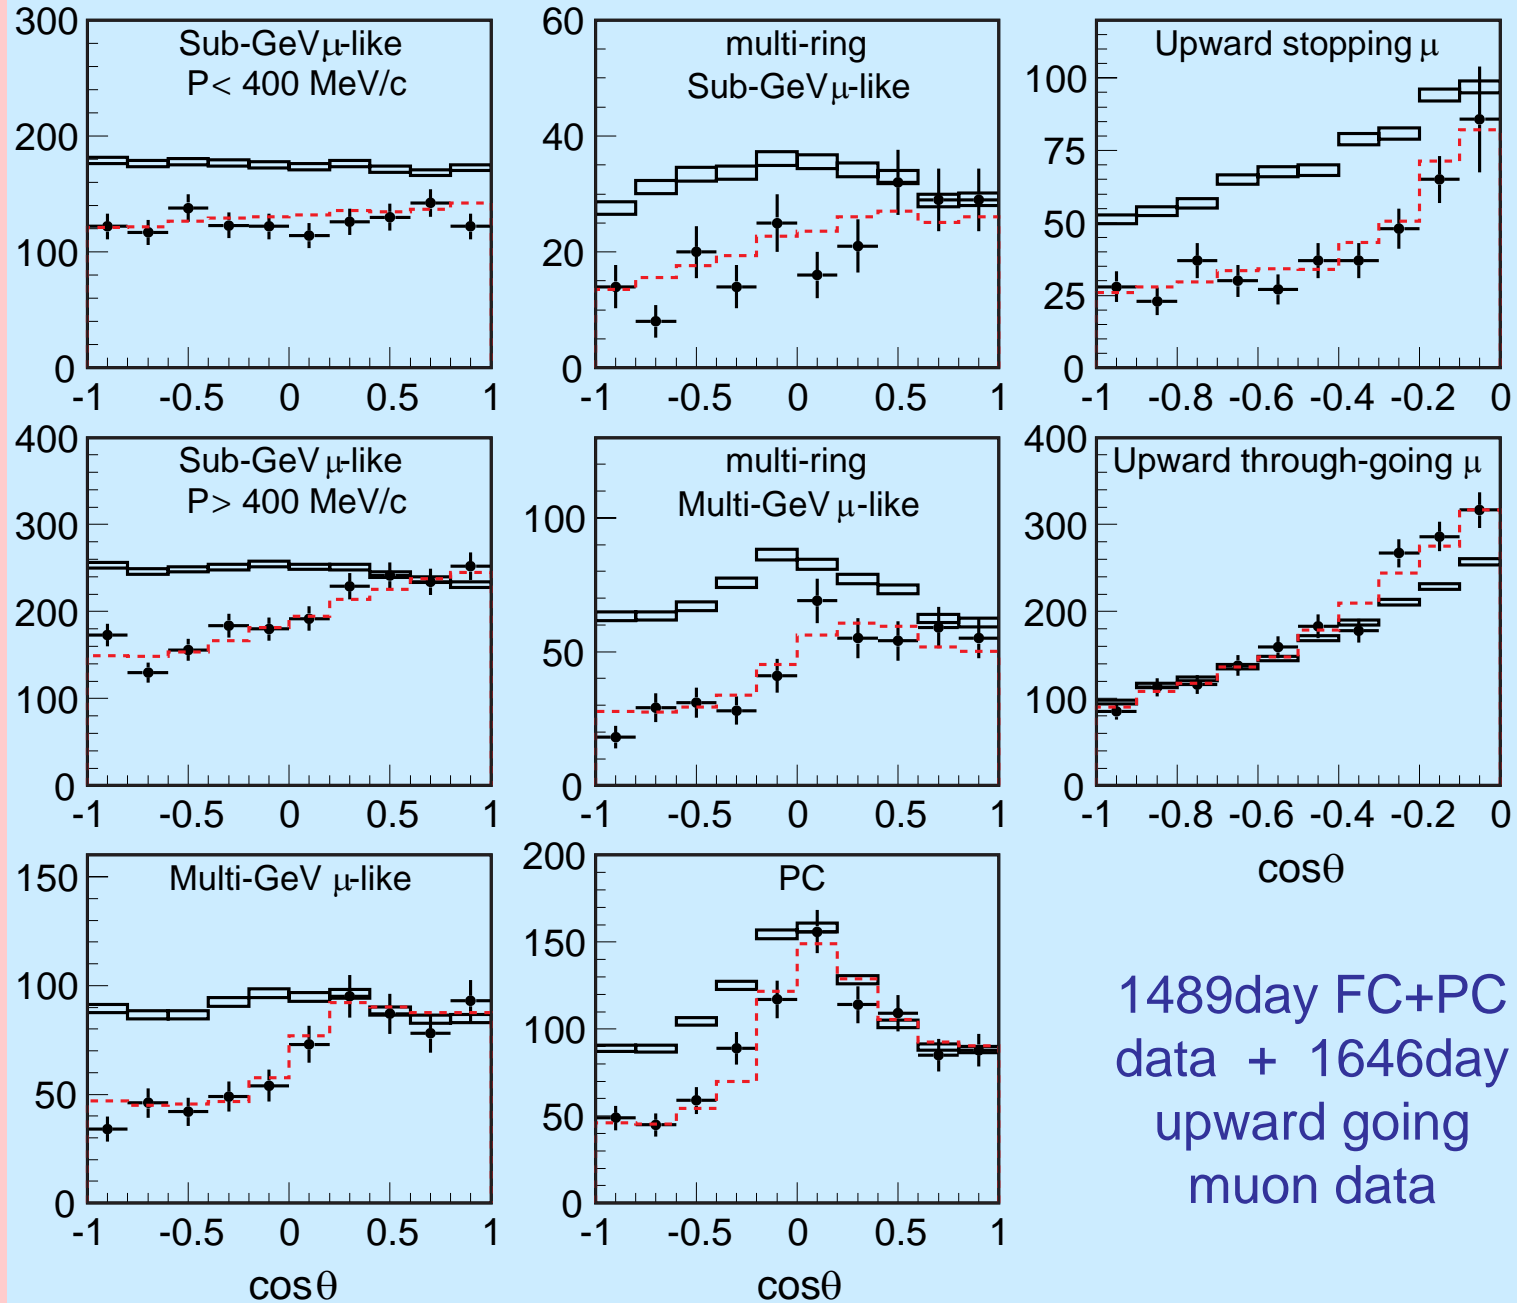 300
200
100
0
Sub-GeV μ-like
P< 400 MeV/c
-1 -0.5 0 0.5 1
60
40
20
0
multi-ring
Sub-GeV μ-like
-1 -0.5 0 0.5 1
100
75
50
25
0
Upward stopping μ
-1 -0.8 -0.6 -0.4 -0.2 0
400
300
200
100
0
Sub-GeV μ-like
P> 400 MeV/c
-1 -0.5 0 0.5 1
100
50
0
multi-ring
Multi-GeV μ-like
-1 -0.5 0 0.5 1
400
300
200
100
0
Upward through-going μ
-1 -0.8 -0.6 -0.4 -0.2 0
cosθ
150
100
50
0
Multi-GeV μ-like
-1 -0.5 0 0.5 1
cosθ
200
150
100
50
0
PC
-1 -0.5 0 0.5 1
cosθ
1489day FC+PC
data + 1646day
upward going
muon data